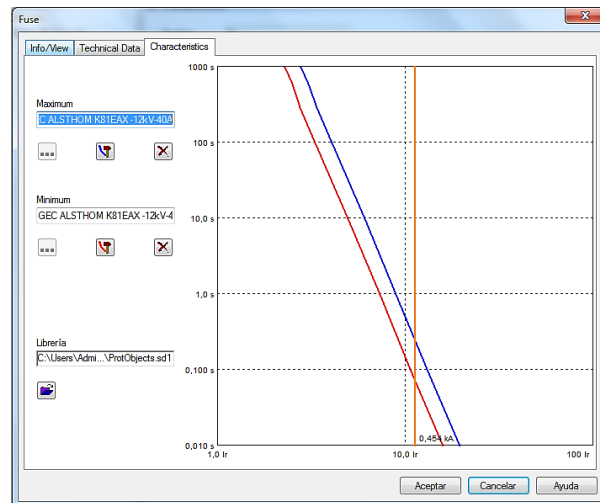 Fuse
Info/View Technical Data Characteristics
Maximum
C ALSTHOM K81EAX -12kV-40A
...
Minimum
GEC ALSTHOM K81EAX -12kV-4
...
Librería
C:\Users\Admi...\ProtObjects.sd1
1000 s
100 s
10,0 s
1,0 s
0,100 s
0,010 s
0,454 kA
1,0 Ir 10,0 Ir 100 Ir
Aceptar Cancelar Ayuda